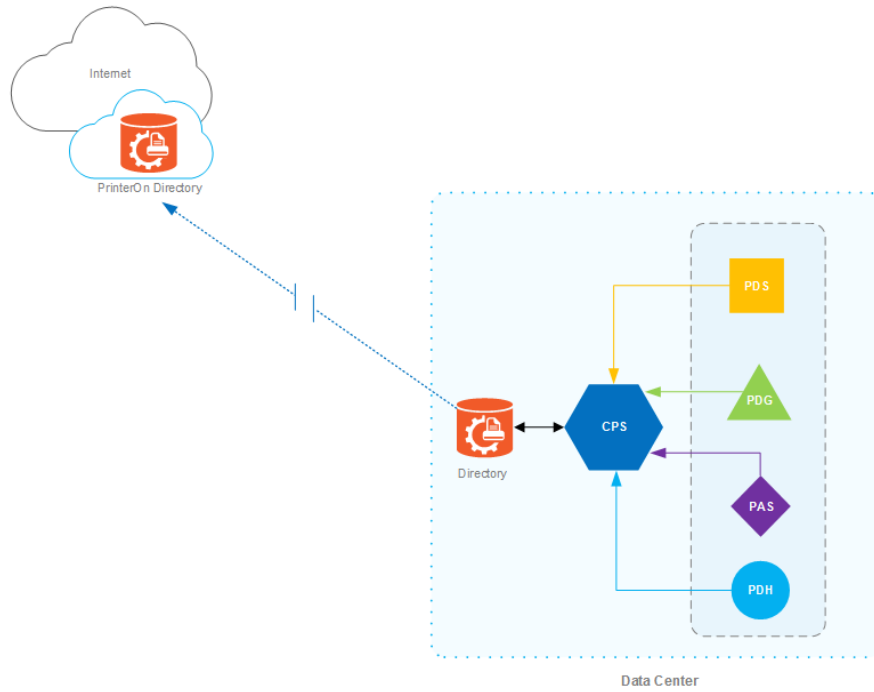 Internet
PrinterOn Directory
PDS
PDG
CPS
Directory
PAS
PDH
Data Center